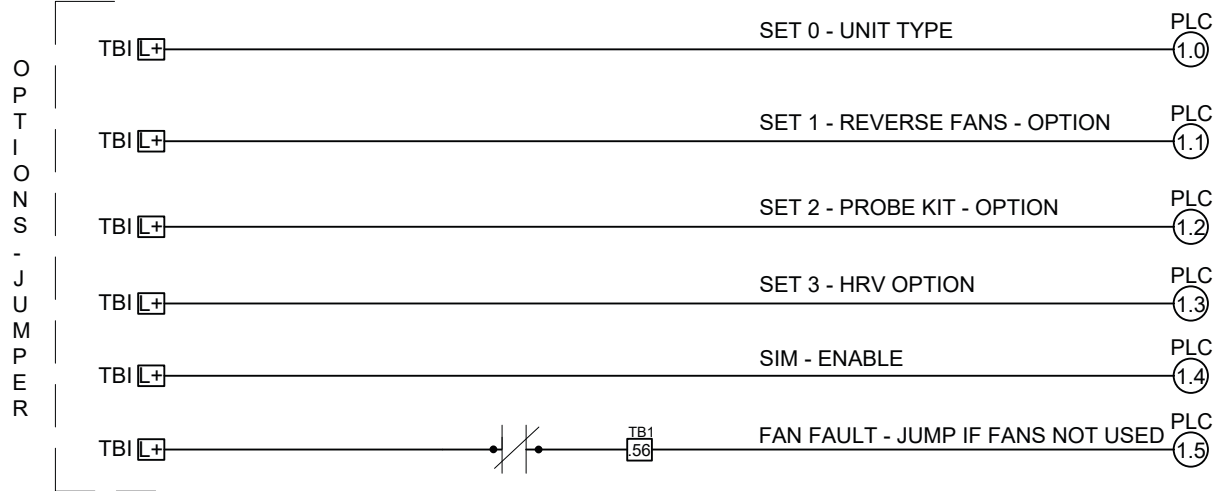 OPTIONS-JUMPER
TBI L+ SET 0 - UNIT TYPE PLC 1.0
TBI L+ SET 1 - REVERSE FANS - OPTION PLC 1.1
TBI L+ SET 2 - PROBE KIT - OPTION PLC 1.2
TBI L+ SET 3 - HRV OPTION PLC 1.3
TBI L+ SIM - ENABLE PLC 1.4
TBI L+ TB1 .56 FAN FAULT - JUMP IF FANS NOT USED PLC 1.5